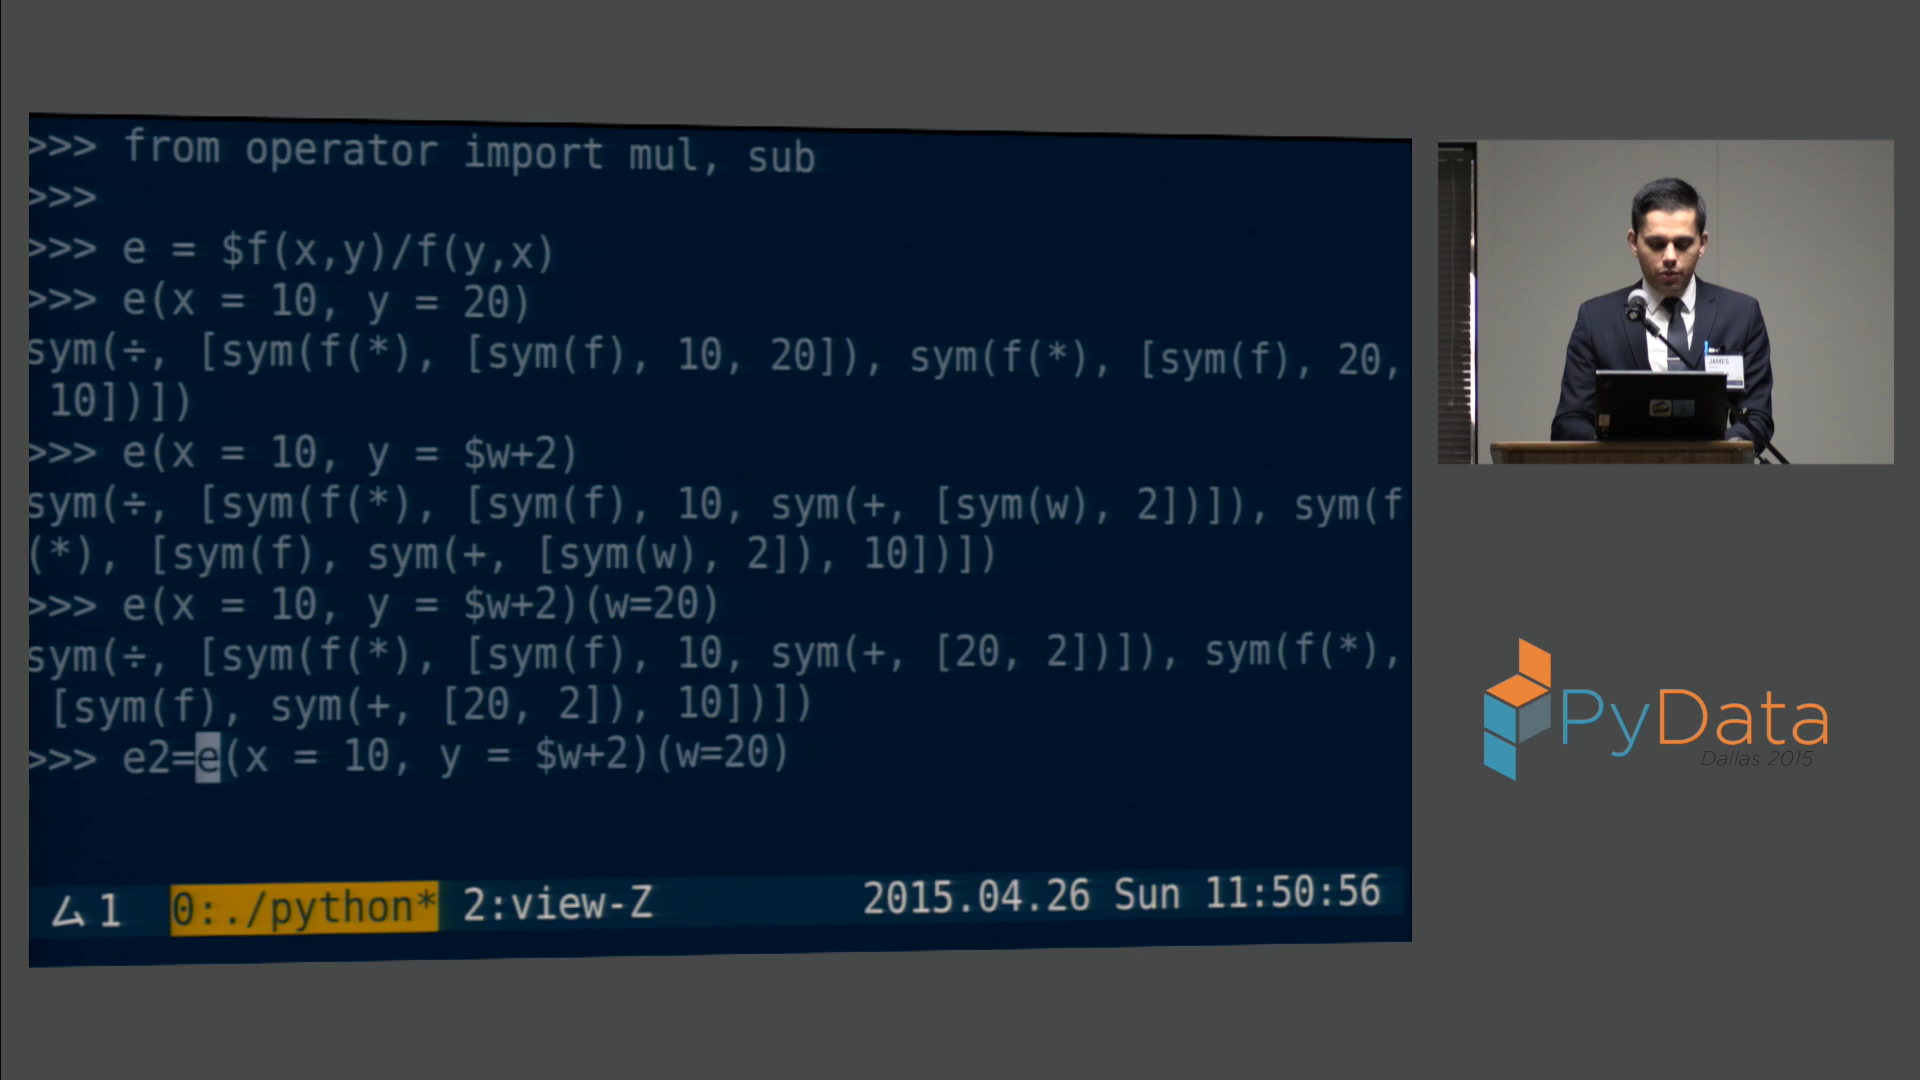 >>> from operator import mul, sub
>>>
>>> e = $f(x,y)/f(y,x)
>>> e(x = 10, y = 20)
sym(÷, [sym(f(*), [sym(f), 10, 20]), sym(f(*), [sym(f), 20,
10])])
>>> e(x = 10, y = $w+2)
sym(÷, [sym(f(*), [sym(f), 10, sym(+, [sym(w), 2])]), sym(f
(*), [sym(f), sym(+, [sym(w), 2]), 10])])
>>> e(x = 10, y = $w+2)(w=20)
sym(÷, [sym(f(*), [sym(f), 10, sym(+, [20, 2])]), sym(f(*),
[sym(f), sym(+, [20, 2]), 10])])
>>> e2=e(x = 10, y = $w+2)(w=20)
1 0:./python* 2:view-Z 2015.04.26 Sun 11:50:56
JAMES
PyData
Dallas 2015